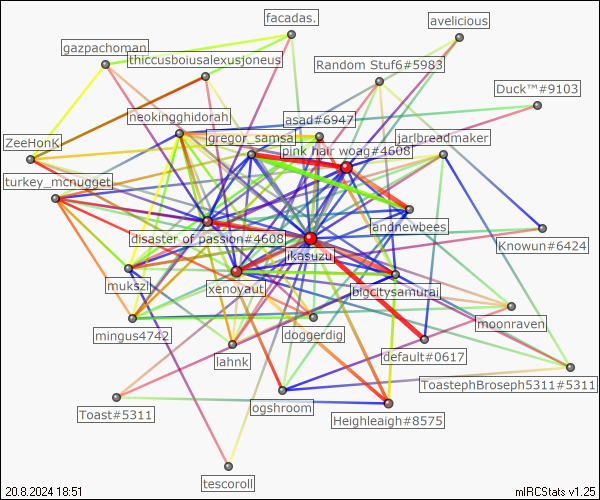 facadas.
avelicious
gazpachoman
thiccusboiusalexusjoneus
Random Stuf6#5983
Duck™#9103
neokingghidorah
asad#6947
gregor_samsa
jarlbreadmaker
ZeeHonK
pink hair woag#4608
turkey_mcnugget
landnewbees
disaster of passion#4608
Knowun#6424
ikasuzu
mukszi
xenoyaut
bigcitysamurai
moonraven
mingus4742
doggerdig
lahnk
default#0617
ToastephBroseph5311#5311
Toast#5311
ogshroom
Heighleaigh#8575
tescoroll
20.8.2024 18:51
mIRCStats v1.25